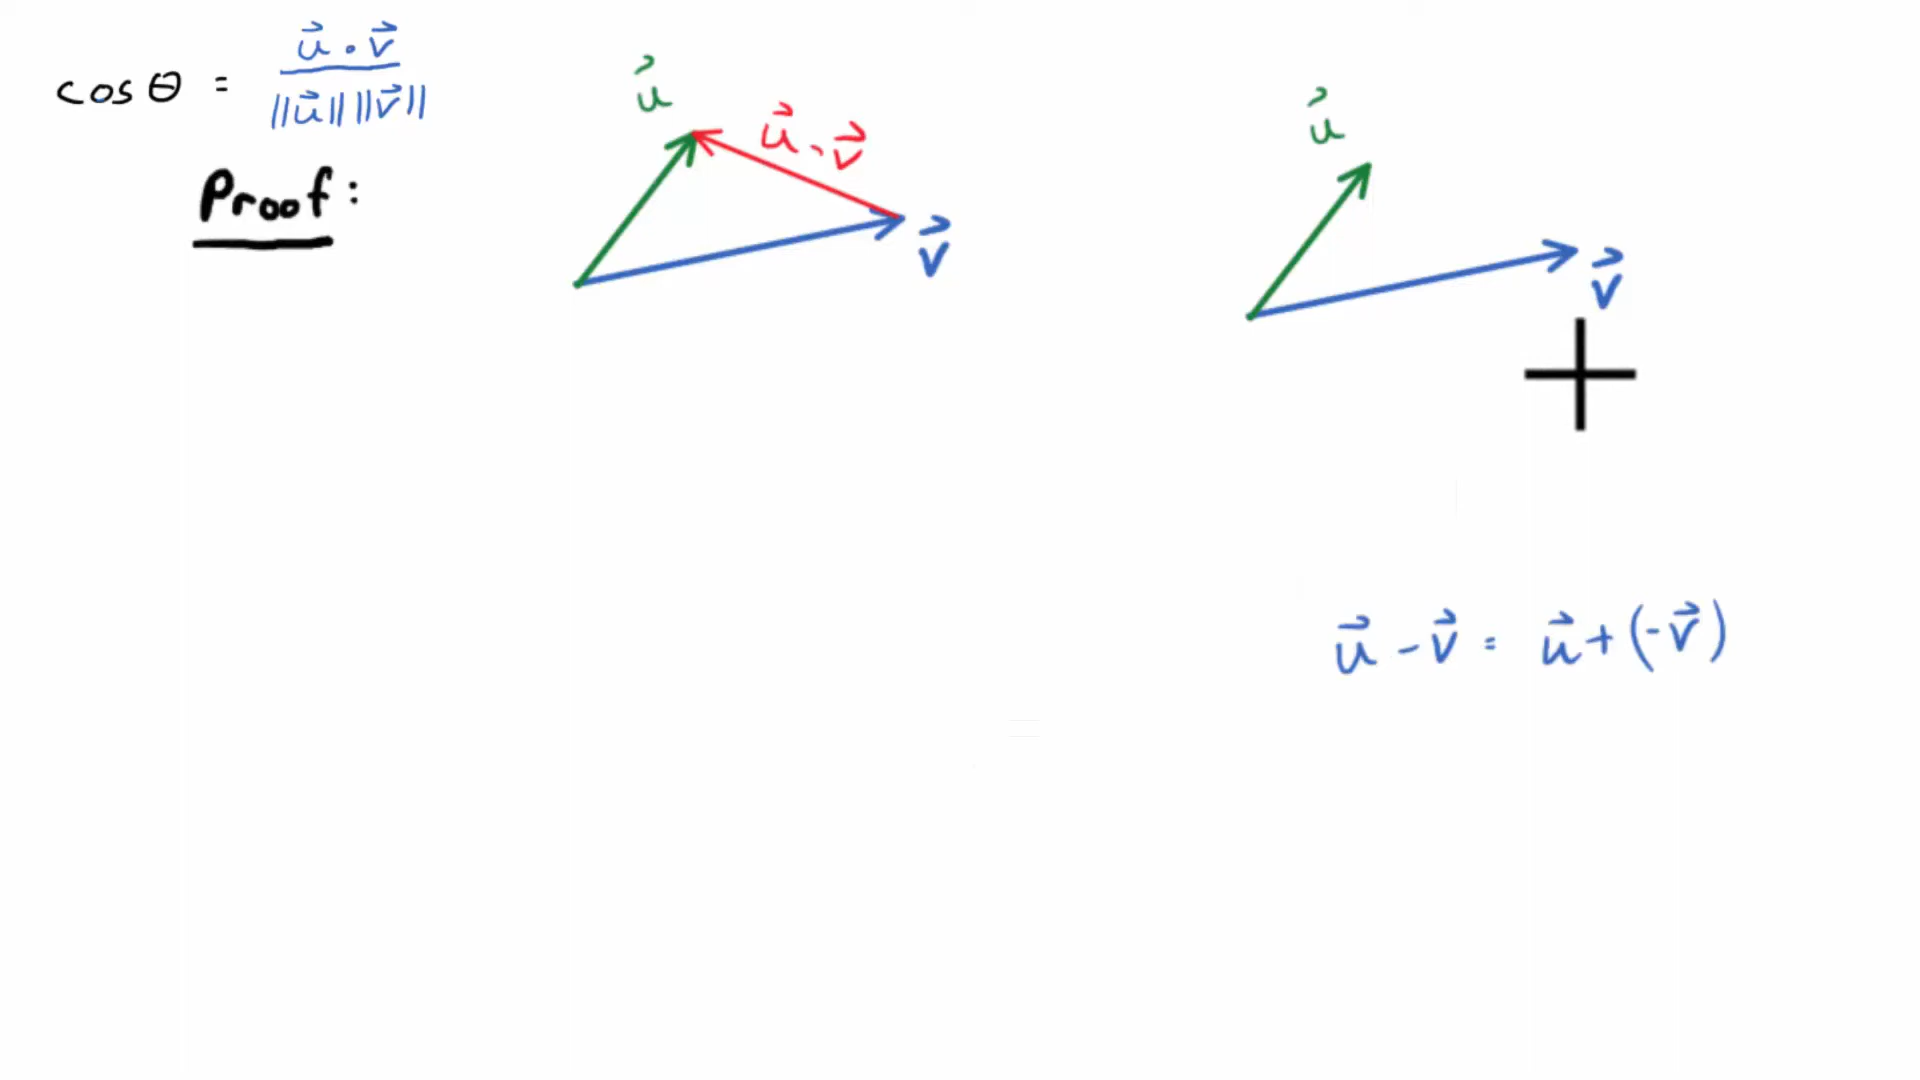 cos θ = u⃗ · v⃗ / ||u⃗|| ||v⃗||
Proof:
u⃗
u⃗ - v⃗
v⃗
u⃗
v⃗
u⃗ - v⃗ = u⃗ + (-v⃗)